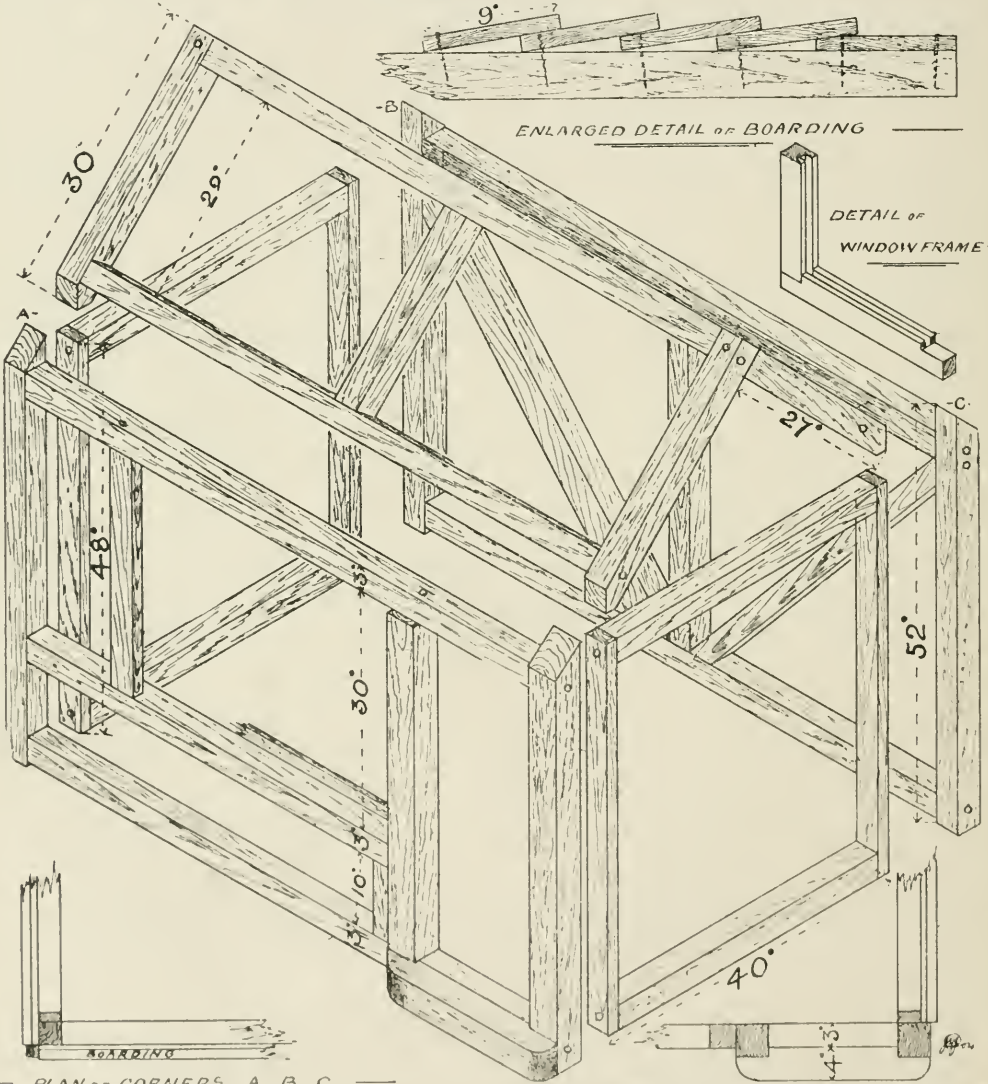 9°
ENLARGED DETAIL OF BOARDING
30
29°
-B
DETAIL OF
WINDOW FRAME
A-
27°
-C-
48°
3°
30°
52°
3°
10°
3°
40°
BOARDING
4°×3°
PLAN OF CORNERS A B C